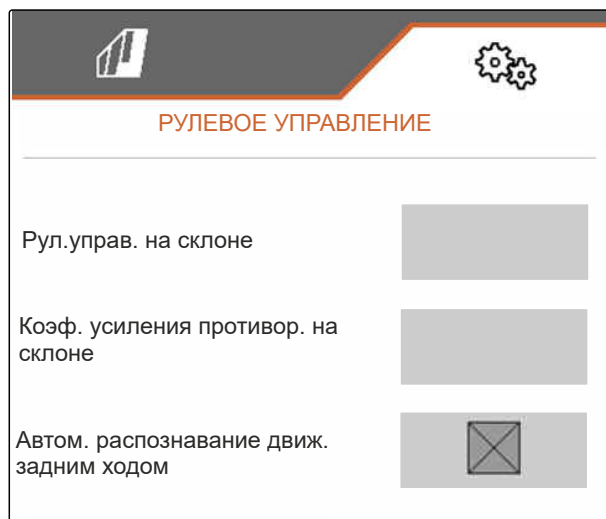 РУЛЕВОЕ УПРАВЛЕНИЕ
Рул.управ. на склоне
Коэф. усиления противор. на
склоне
Автом. распознавание движ.
задним ходом